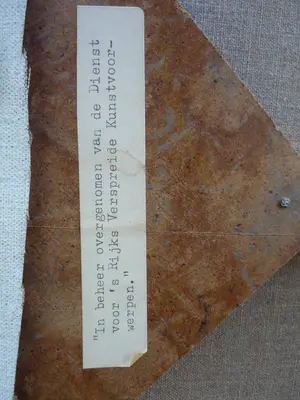 "In beheer overgenomen van de Dienst
voor 's Rijks Verspreide Kunstvoor-
werpen."